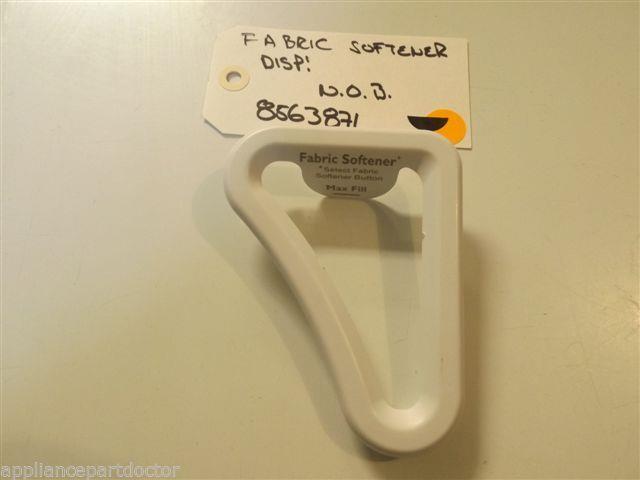 FABRIC SOFTENER
DISP!
N.O.B.
8563871
Fabric Softener*
*Select Fabric
Softener Button
Max Fill
appliancepartdoctor